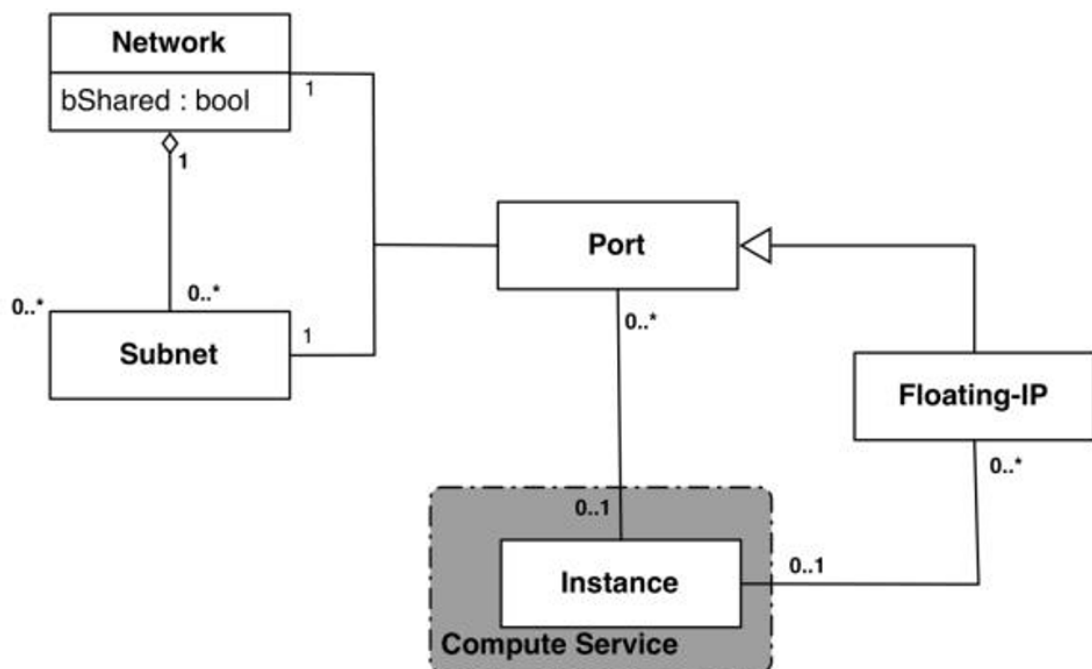 Network
bShared : bool
1
1
0..*
0..*
Subnet
1
Port
0..*
Floating-IP
0..*
0..1
Instance
0..1
Compute Service